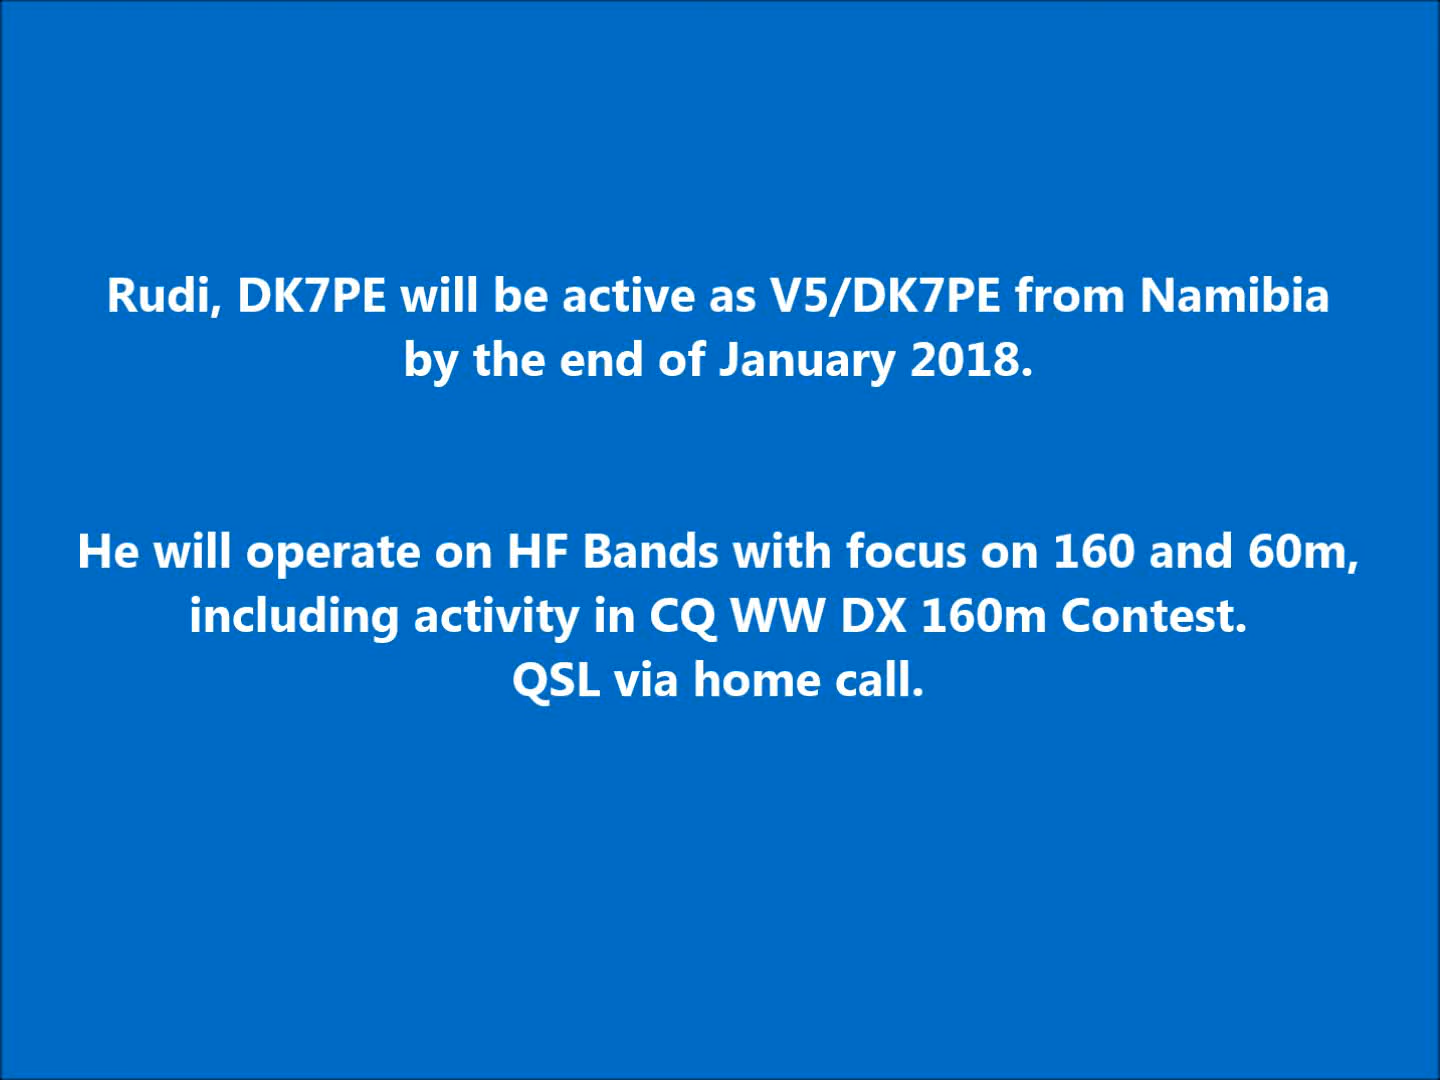 Rudi, DK7PE will be active as V5/DK7PE from Namibia
by the end of January 2018.
He will operate on HF Bands with focus on 160 and 60m,
including activity in CQ WW DX 160m Contest.
QSL via home call.